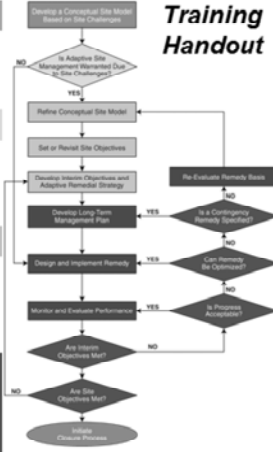 Training
Handout
Develop a Conceptual Site Model
Based on Site Challenges
Is Adaptive Site
Management Warranted Due
to Site Challenges?
NO
YES
Refine Conceptual Site Model
Set or Revisit Site Objectives
Develop Interim Objectives and
Adaptive Remedial Strategy
Re-Evaluate Remedy Basis
NO
Develop Long-Term
Management Plan
YES
Is a Contingency
Remedy Specified?
NO
Design and Implement Remedy
YES
Can Remedy
Be Optimized?
NO
Monitor and Evaluate Performance
YES
Is Progress
Acceptable?
Are Interim
Objectives Met?
NO
NO
Are Site
Objectives Met?
Initiate
Closure Process